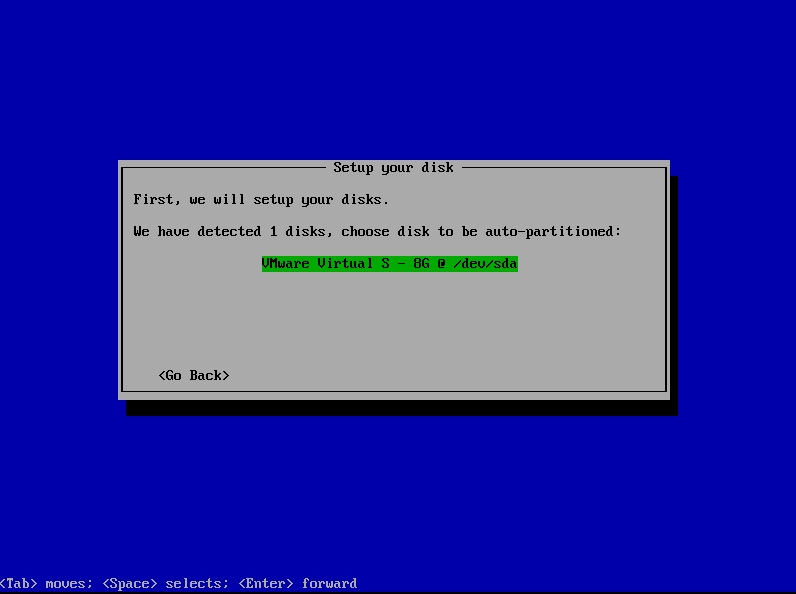 Setup your disk
First, we will setup your disks.
We have detected 1 disks, choose disk to be auto-partitioned:
VMware Virtual S - 8G @ /dev/sda
<Go Back>
<Tab> moves; <Space> selects; <Enter> forward